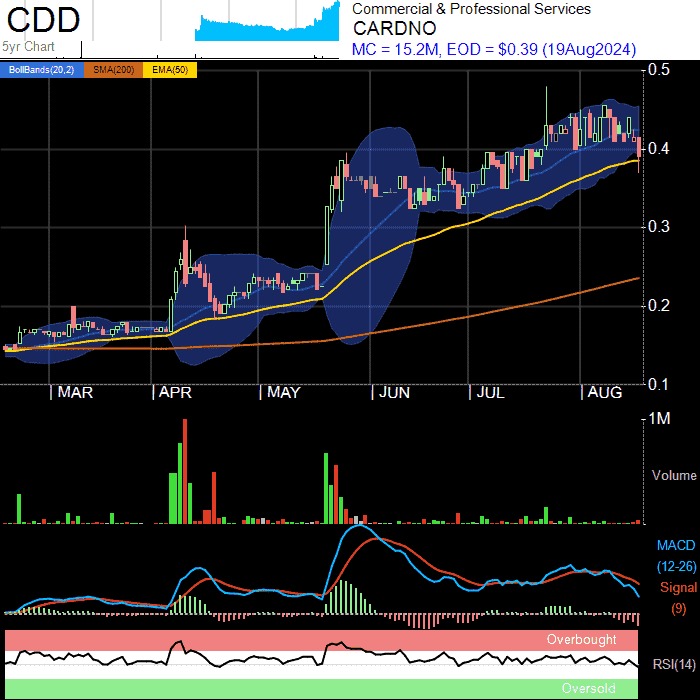 CDD
5yr Chart
Commercial & Professional Services
CARDNO
MC = 15.2M, EOD = $0.39 (19Aug2024)
BollBands(20,2) SMA(200) EMA(50)
0.5
0.4
0.3
0.2
0.1
MAR APR MAY JUN JUL AUG
1M
Volume
MACD
(12-26)
Signal
(9)
Overbought
RSI(14)
Oversold